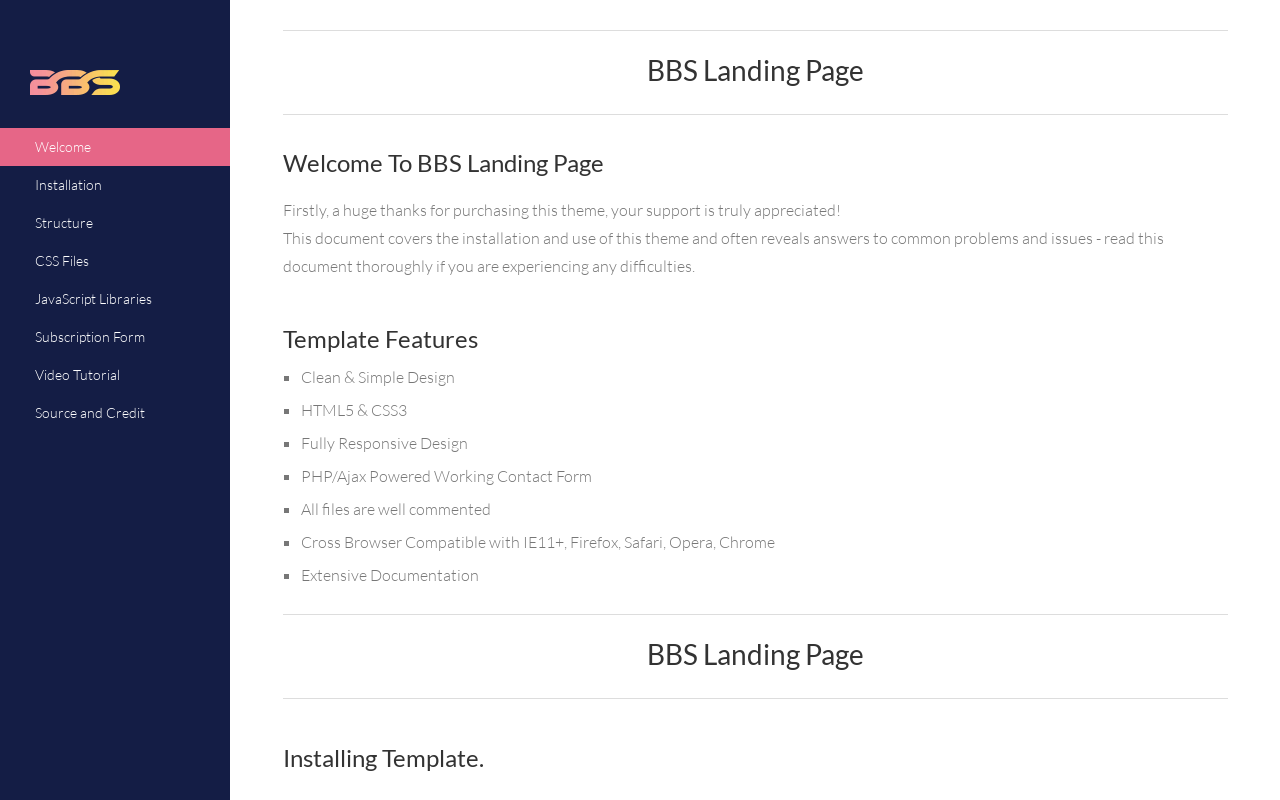 BBS
Welcome
Installation
Structure
CSS Files
JavaScript Libraries
Subscription Form
Video Tutorial
Source and Credit
BBS Landing Page
Welcome To BBS Landing Page
Firstly, a huge thanks for purchasing this theme, your support is truly appreciated!
This document covers the installation and use of this theme and often reveals answers to common problems and issues - read this
document thoroughly if you are experiencing any difficulties.
Template Features
Clean & Simple Design
HTML5 & CSS3
Fully Responsive Design
PHP/Ajax Powered Working Contact Form
All files are well commented
Cross Browser Compatible with IE11+, Firefox, Safari, Opera, Chrome
Extensive Documentation
BBS Landing Page
Installing Template.